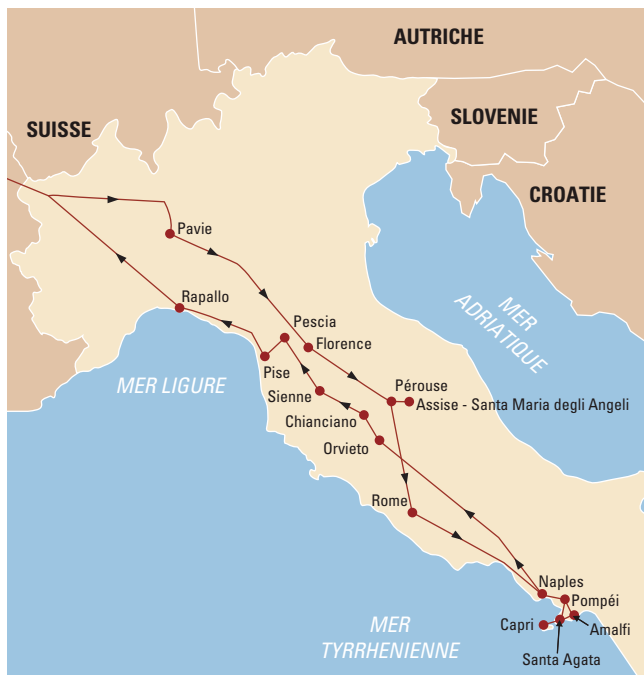 AUTRICHE
SUISSE
SLOVENIE
CROATIE
Pavie
Rapallo
Pescia
Florence
Pise
MER
ADRIATIQUE
MER LIGURE
Sienne
Pérouse
Assise - Santa Maria degli Angeli
Chianciano
Orvieto
Rome
Naples
Pompéi
Capri
Amalfi
Santa Agata
MER
TYRRHENIENNE